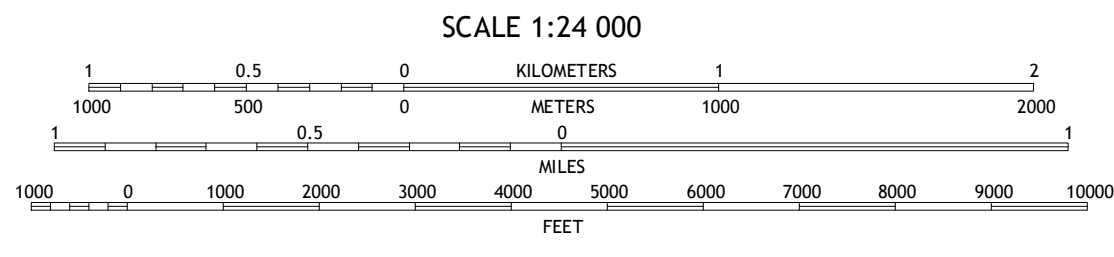 SCALE 1:24 000
1 0.5 0 KILOMETERS 1 2
1000 500 0 METERS 1000 2000
1 0.5 0 1
MILES
1000 0 1000 2000 3000 4000 5000 6000 7000 8000 9000 10000
FEET